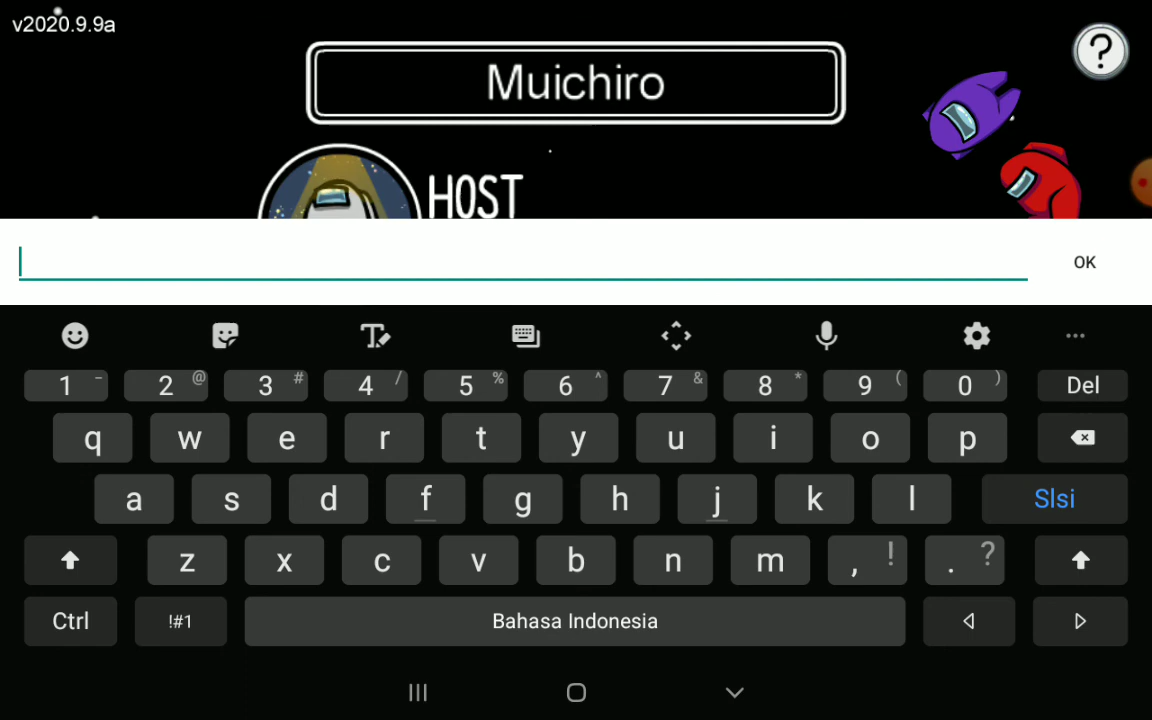 v2020.9.9a
?
Muichiro
HOST
OK
1 - 2 @ 3 # 4 / 5 % 6 ^ 7 & 8 * 9 ( 0 ) Del
q w e r t y u i o p
a s d f g h j k l Slsi
z x c v b n m , ! . ?
Ctrl !#1 Bahasa Indonesia